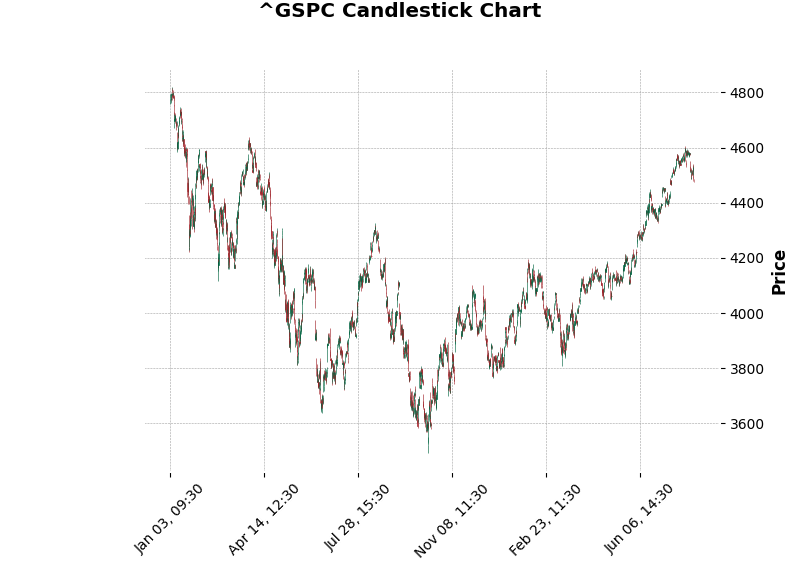 ^GSPC Candlestick Chart
4800
4600
4400
4200
4000
3800
3600
Price
Jan 03, 09:30
Apr 14, 12:30
Jul 28, 15:30
Nov 08, 11:30
Feb 23, 11:30
Jun 06, 14:30